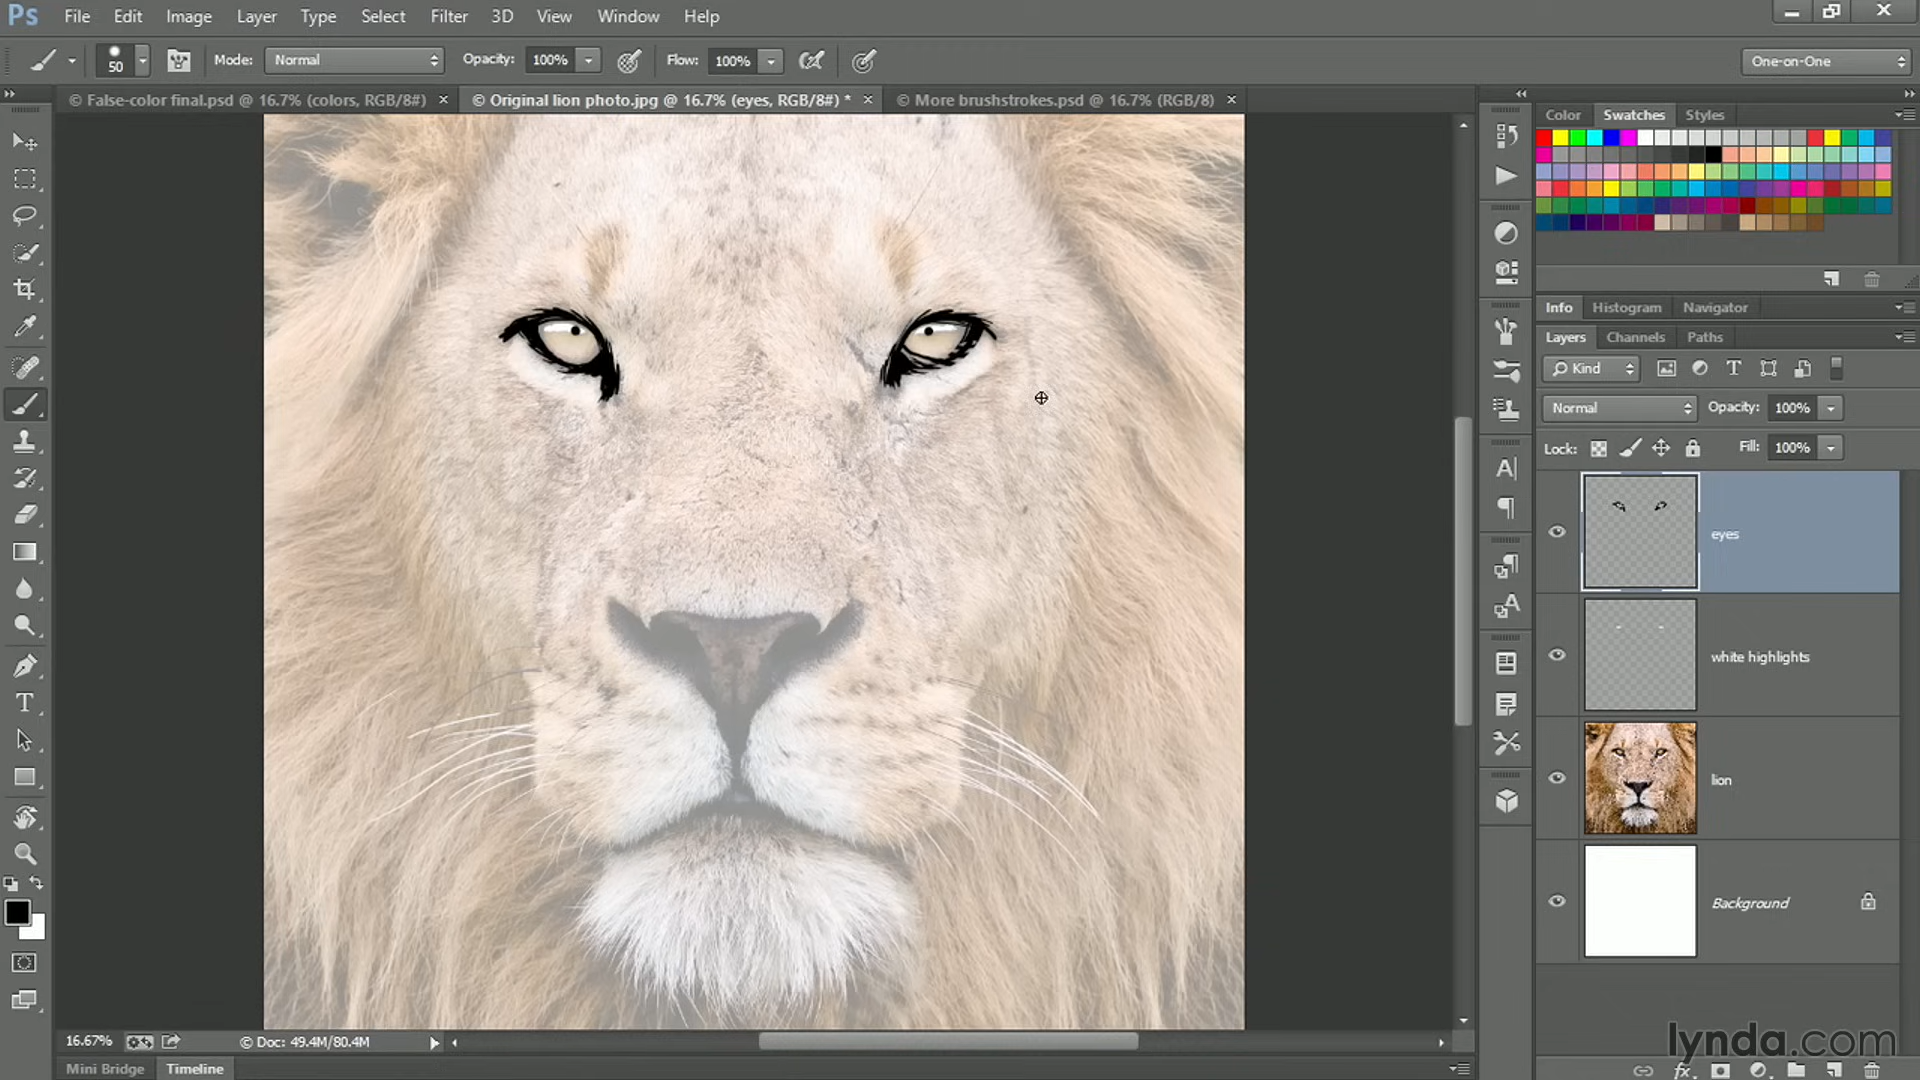 Ps File Edit Image Layer Type Select Filter 3D View Window Help
50 Mode: Normal Opacity: 100% Flow: 100% One-on-One
© False-color final.psd @ 16.7% (colors, RGB/8#) × © Original lion photo.jpg @ 16.7% (eyes, RGB/8#) * × © More brushstrokes.psd @ 16.7% (RGB/8) ×
Color Swatches Styles
Info Histogram Navigator
Layers Channels Paths
Kind
Normal Opacity: 100%
Lock: Fill: 100%
eyes
white highlights
lion
Background
16.67% © Doc: 49.4M/80.4M
lynda.com
Mini Bridge Timeline